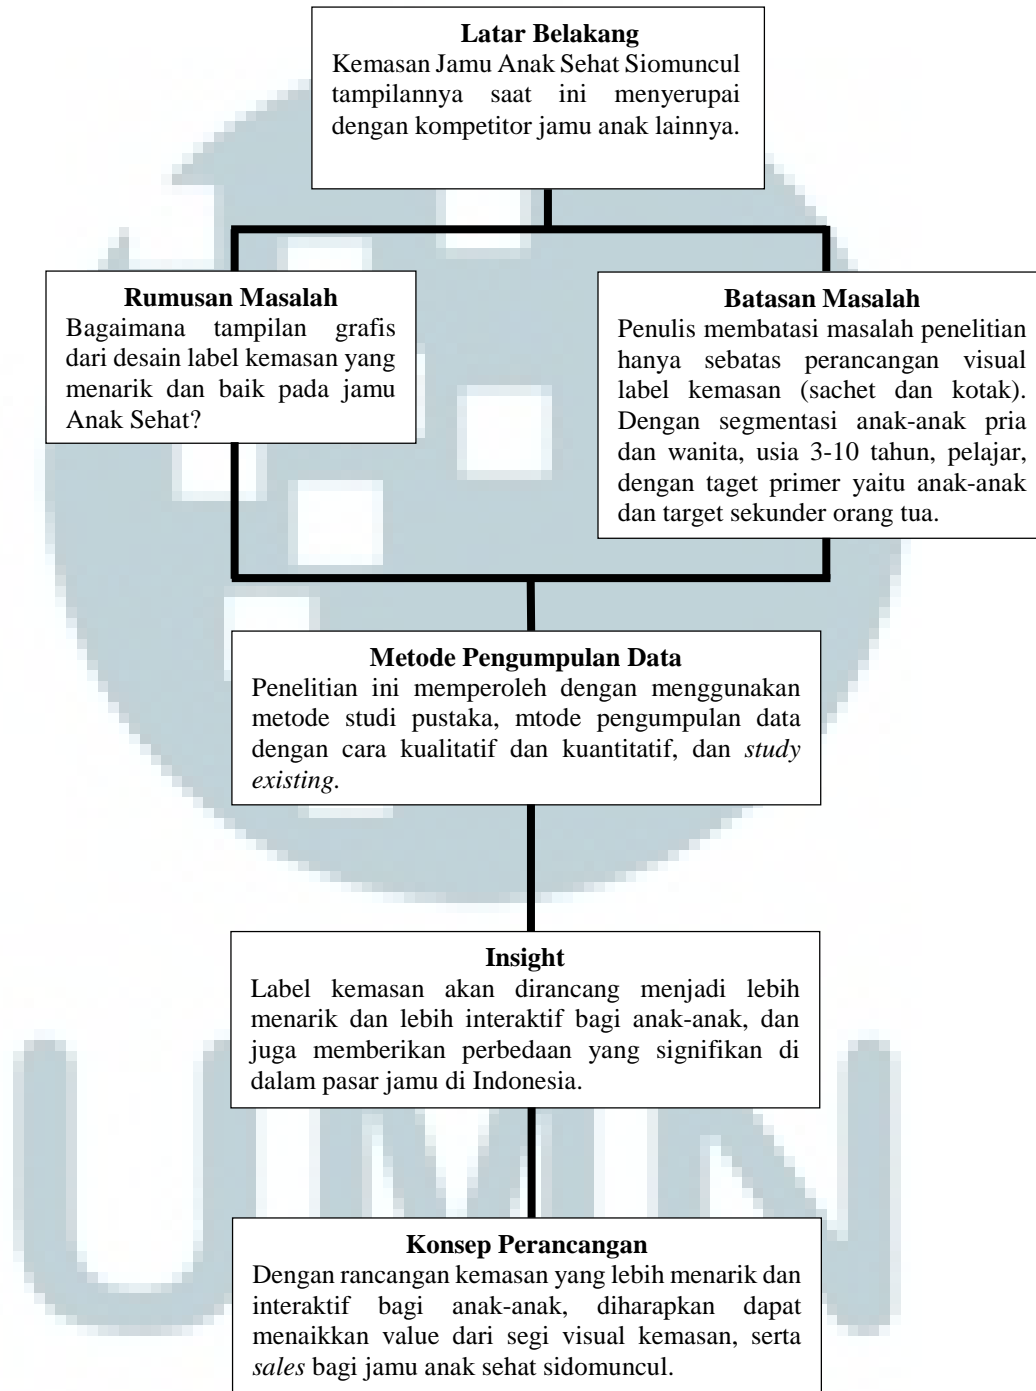 Latar Belakang
Kemasan Jamu Anak Sehat Siomuncul
tampilannya saat ini menyerupai
dengan kompetitor jamu anak lainnya.
Rumusan Masalah
Bagaimana tampilan grafis
dari desain label kemasan yang
menarik dan baik pada jamu
Anak Sehat?
Batasan Masalah
Penulis membatasi masalah penelitian
hanya sebatas perancangan visual
label kemasan (sachet dan kotak).
Dengan segmentasi anak-anak pria
dan wanita, usia 3-10 tahun, pelajar,
dengan taget primer yaitu anak-anak
dan target sekunder orang tua.
Metode Pengumpulan Data
Penelitian ini memperoleh dengan menggunakan
metode studi pustaka, mtode pengumpulan data
dengan cara kualitatif dan kuantitatif, dan study
existing.
Insight
Label kemasan akan dirancang menjadi lebih
menarik dan lebih interaktif bagi anak-anak, dan
juga memberikan perbedaan yang signifikan di
dalam pasar jamu di Indonesia.
Konsep Perancangan
Dengan rancangan kemasan yang lebih menarik dan
interaktif bagi anak-anak, diharapkan dapat
menaikkan value dari segi visual kemasan, serta
sales bagi jamu anak sehat sidomuncul.
UMN